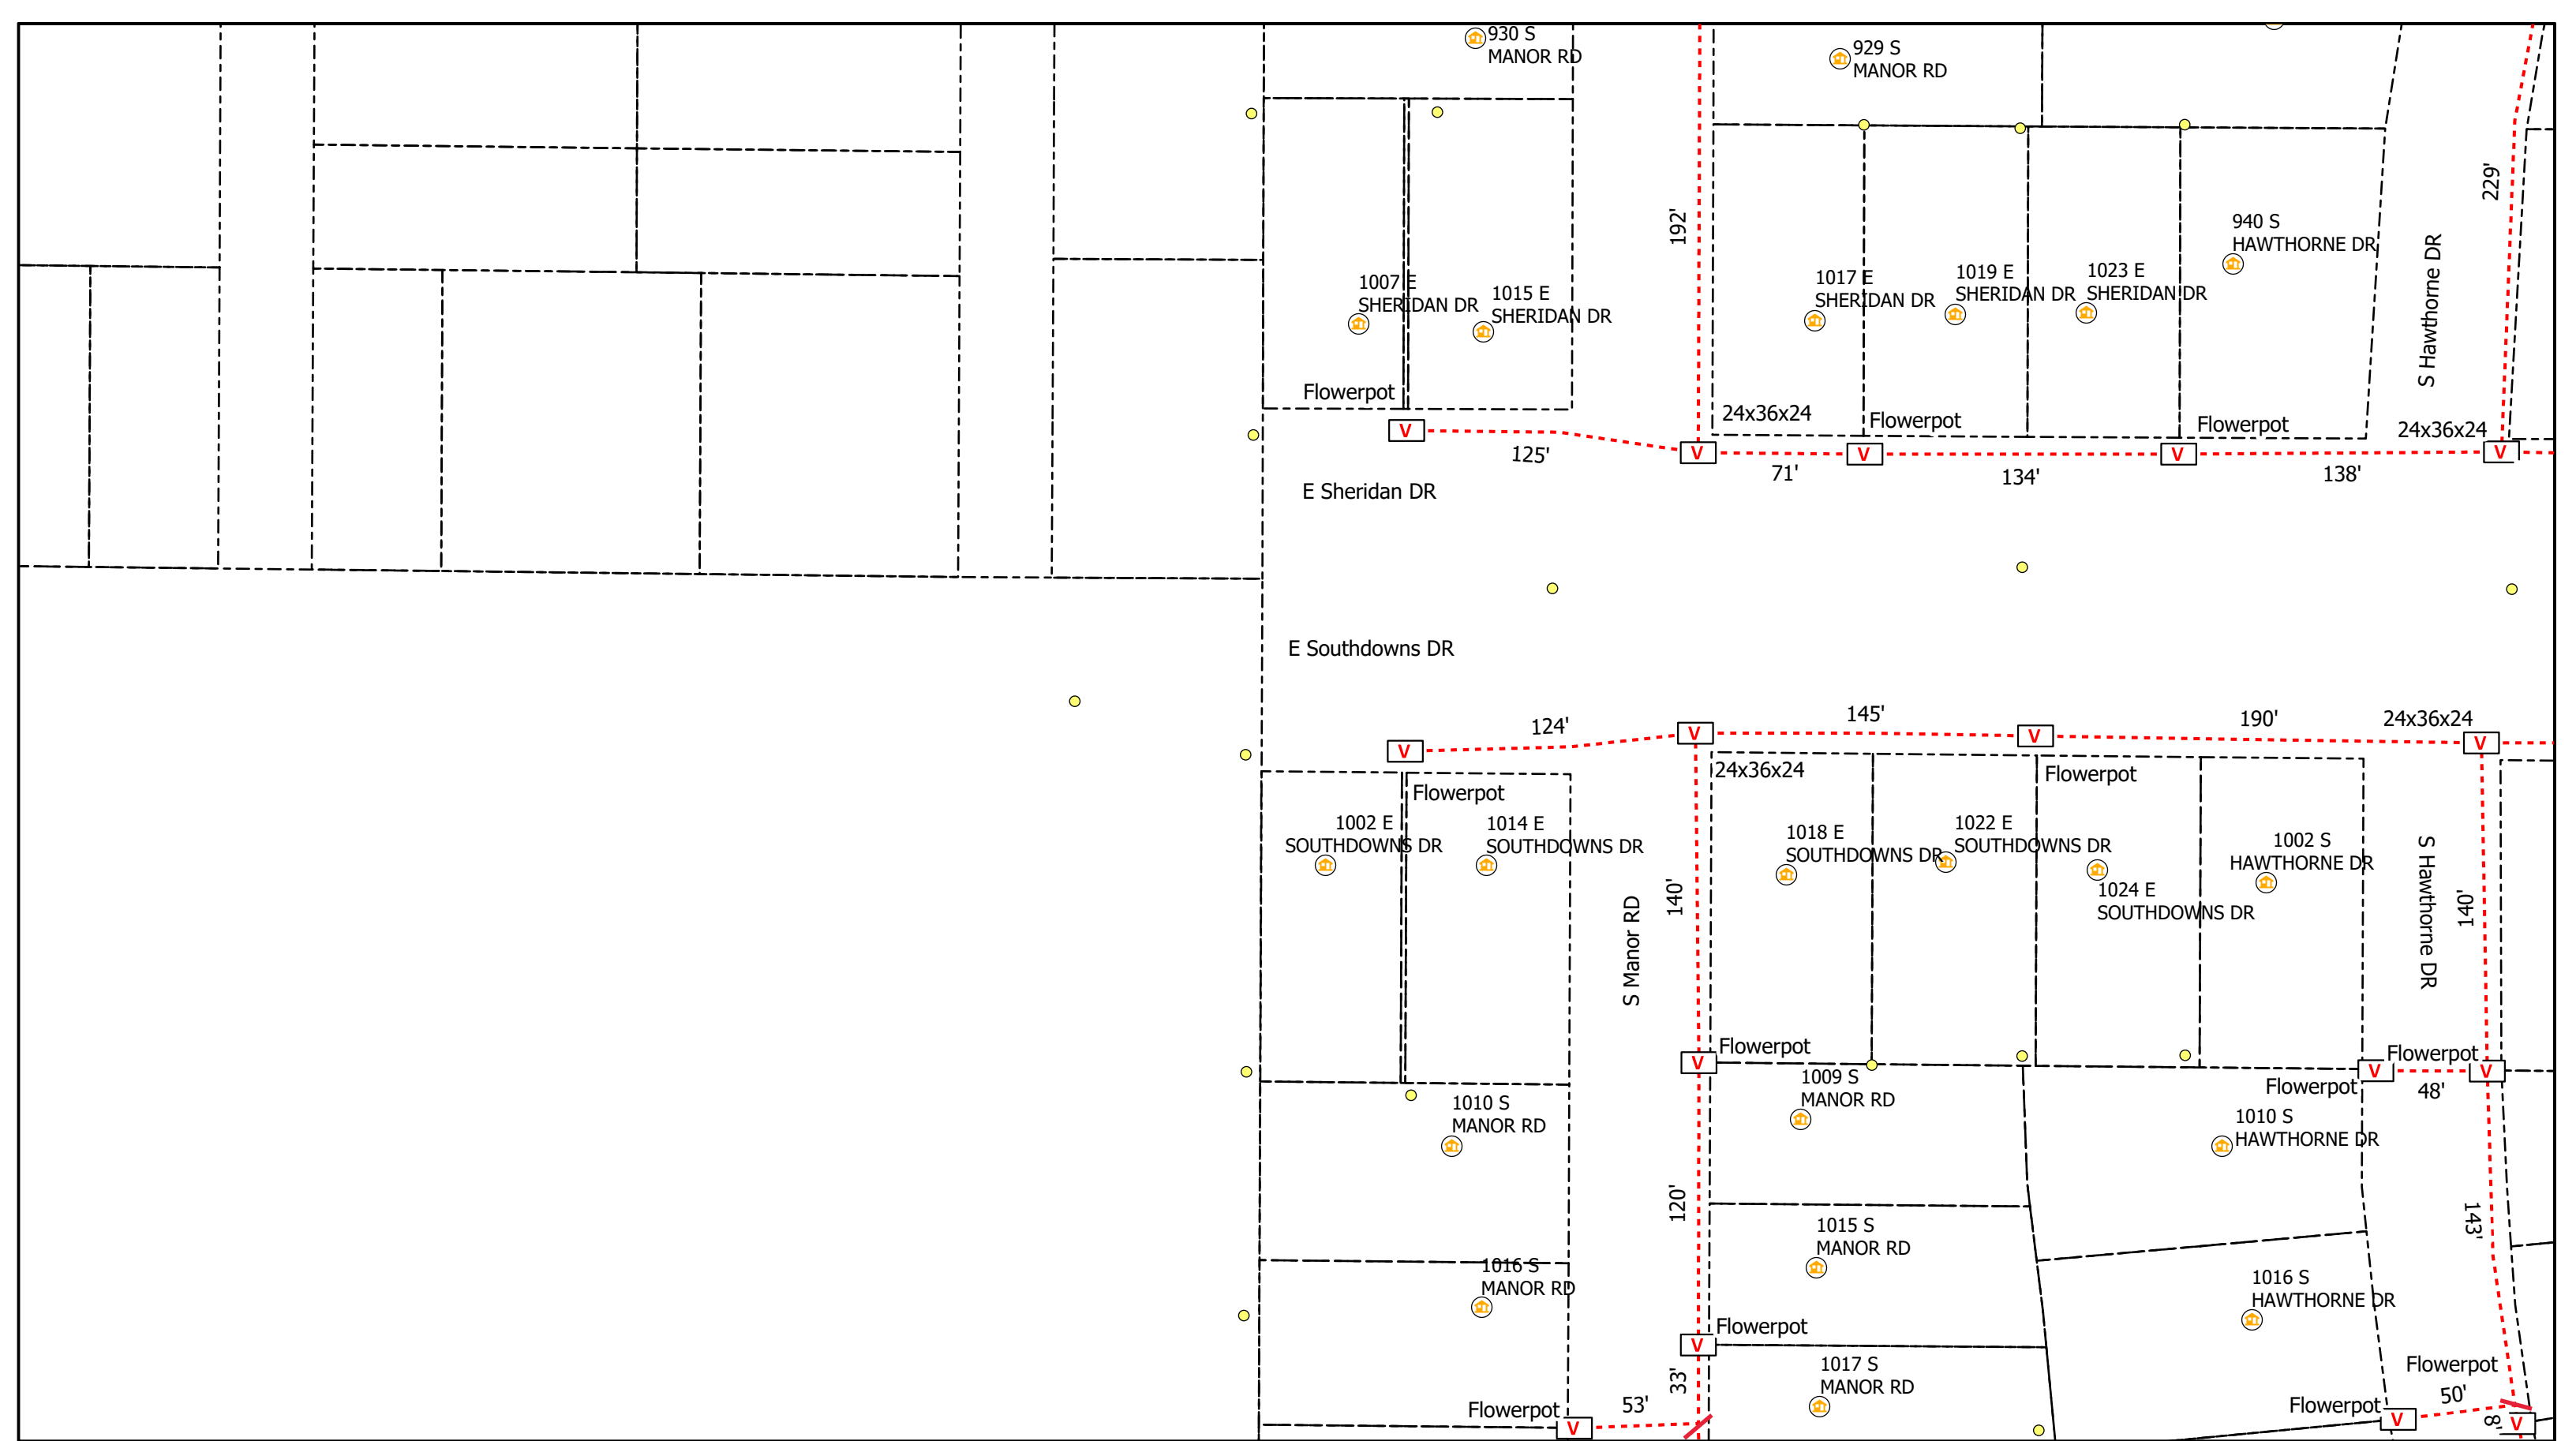 930 S
MANOR RD
929 S
MANOR RD
229'
192'
940 S
HAWTHORNE DR
S Hawthorne DR
1007 E
SHERIDAN DR
1015 E
SHERIDAN DR
1017 E
SHERIDAN DR
1019 E
SHERIDAN DR
1023 E
SHERIDAN DR
Flowerpot
24x36x24
Flowerpot
Flowerpot
24x36x24
V
V
V
V
V
125'
71'
134'
138'
E Sheridan DR
E Southdowns DR
124'
145'
190'
24x36x24
V
V
V
V
24x36x24
Flowerpot
Flowerpot
1002 E
SOUTHDOWNS DR
1014 E
SOUTHDOWNS DR
1018 E
SOUTHDOWNS DR
1022 E
SOUTHDOWNS DR
1024 E
SOUTHDOWNS DR
1002 S
HAWTHORNE DR
S Manor RD
140'
S Hawthorne DR
140'
Flowerpot
V
Flowerpot
V
V
Flowerpot
48'
1010 S
MANOR RD
1009 S
MANOR RD
1010 S
HAWTHORNE DR
120'
143'
1015 S
MANOR RD
1016 S
MANOR RD
1016 S
HAWTHORNE DR
Flowerpot
V
1017 S
MANOR RD
33'
Flowerpot
53'
V
Flowerpot
50'
Flowerpot
V
8'
V